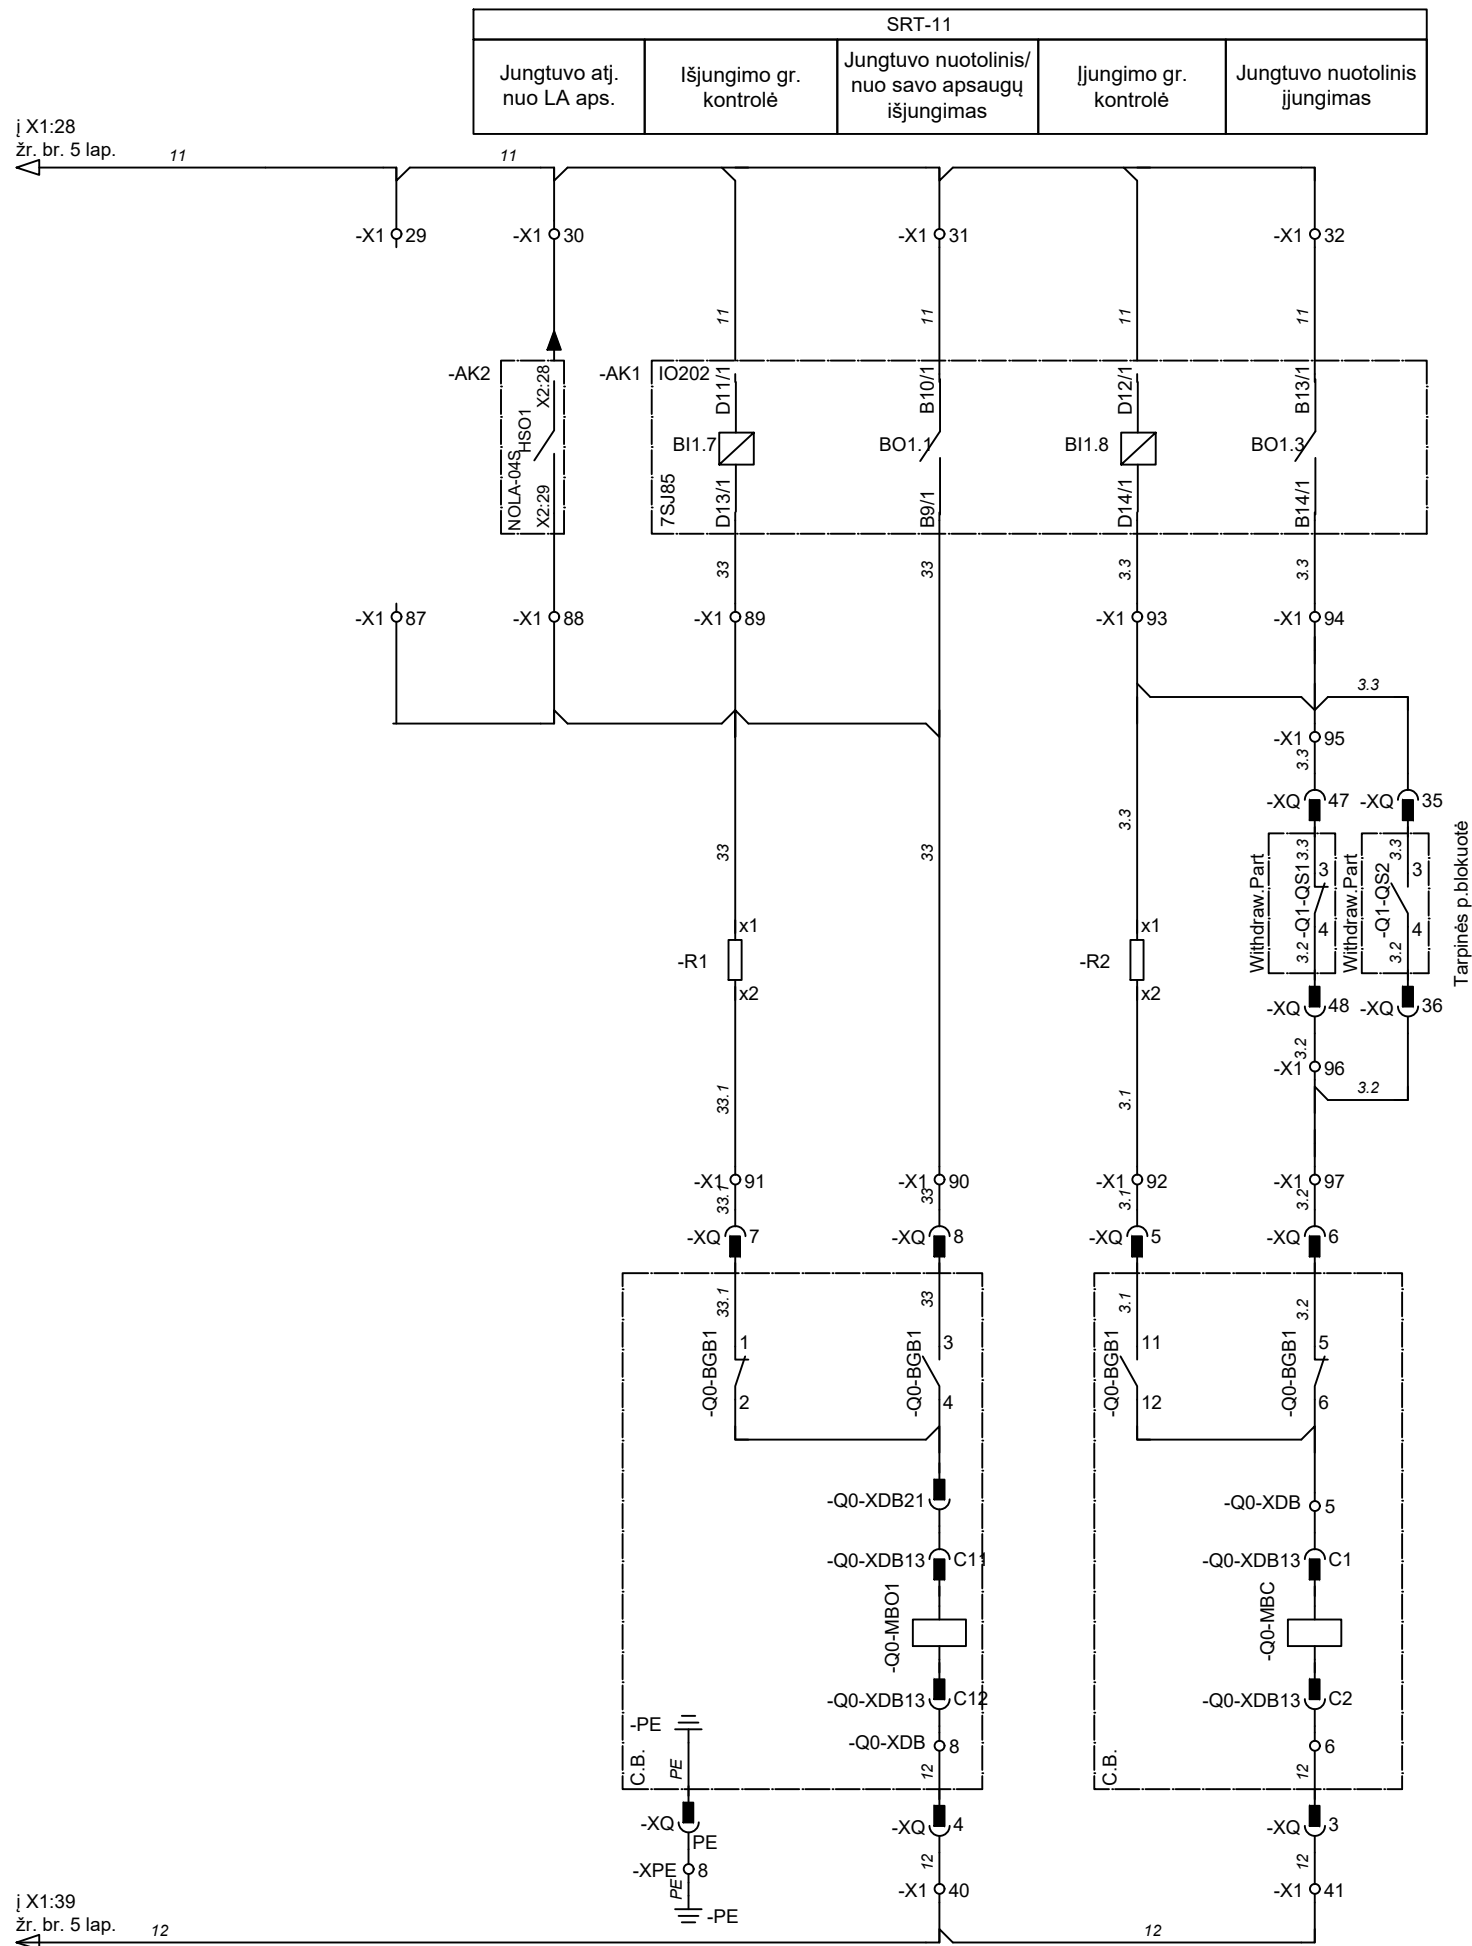 SRT-11
Jungtuvo atj.
nuo LA aps.
Išjungimo gr.
kontrolė
Jungtuvo nuotolinis/
nuo savo apsaugų
išjungimas
Įjungimo gr.
kontrolė
Jungtuvo nuotolinis
įjungimas
į X1:28
žr. br. 5 lap.
11
11
-X1 29
-X1 30
-X1 31
-X1 32
11
11
11
11
-AK2
NOLA-04S
HSO1
X2:28
X2:29
-AK1
IO202
7SJ85
D11/1
BI1.7
D13/1
B10/1
BO1.1
B9/1
D12/1
BI1.8
D14/1
B13/1
BO1.3
B14/1
33
33
3.3
3.3
-X1 87
-X1 88
-X1 89
-X1 93
-X1 94
3.3
-X1 95
3.3
-XQ 47
-XQ 35
33
33
3.3
Withdraw.Part
-Q1-QS1
3.3
3
4
3.2
Withdraw.Part
-Q1-QS2
3.3
3
4
3.2
Tarpinės p.blokuotė
-R1
x1
x2
-R2
x1
x2
-XQ 48
-XQ 36
3.2
-X1 96
3.2
33.1
3.1
-X1 91
-X1 90
-X1 92
-X1 97
33.1
33
3.1
3.2
-XQ 7
-XQ 8
-XQ 5
-XQ 6
33.1
33
3.1
3.2
-Q0-BGB1
1
2
-Q0-BGB1
3
4
-Q0-BGB1
11
12
-Q0-BGB1
5
6
-Q0-XDB21
-Q0-XDB 5
-Q0-XDB13 C11
-Q0-XDB13 C1
-Q0-MBO1
-Q0-MBC
-Q0-XDB13 C12
-Q0-XDB13 C2
-PE
-Q0-XDB 8
6
C.B.
PE
12
C.B.
12
-XQ PE
-XQ 4
-XQ 3
-XPE 8
12
12
PE
-X1 40
-X1 41
-PE
į X1:39
žr. br. 5 lap.
12
12